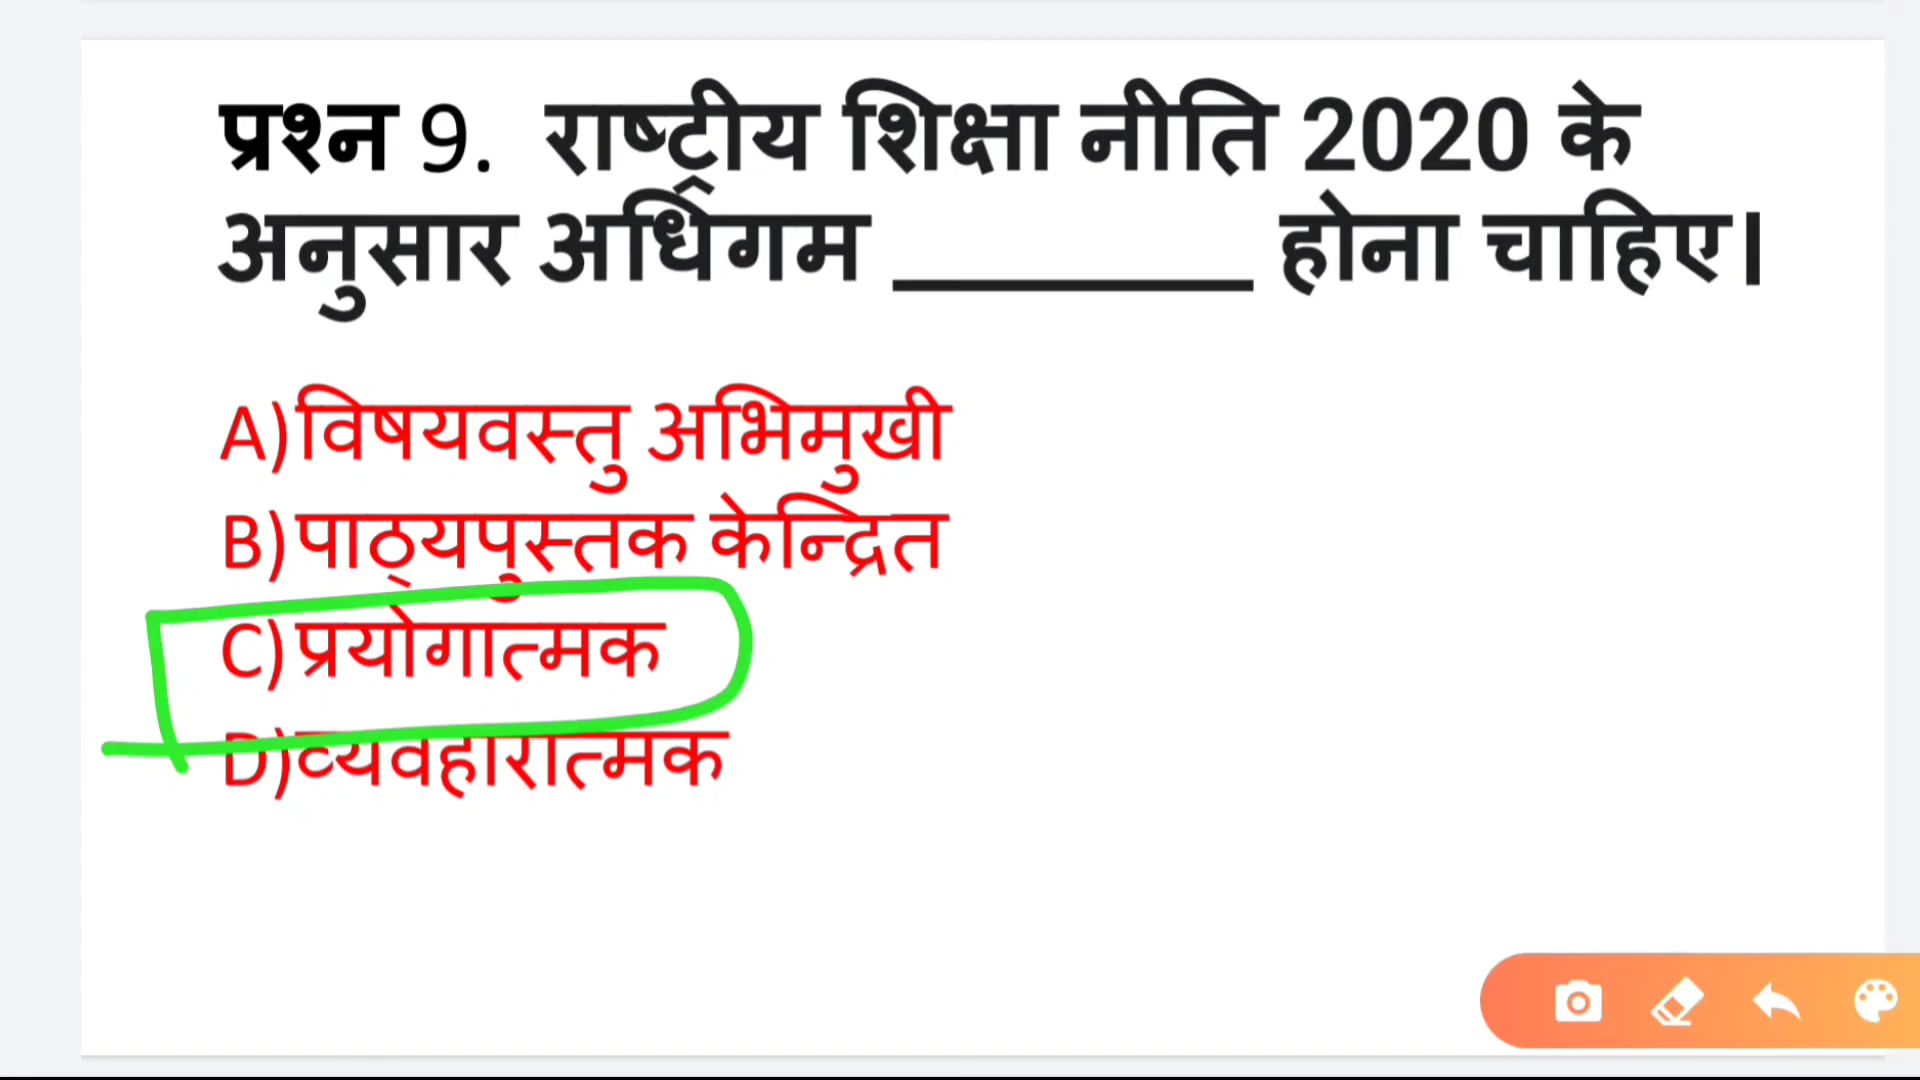 प्रश्न 9. राष्ट्रीय शिक्षा नीति 2020 के
अनुसार अधिगम ________ होना चाहिए।
A)विषयवस्तु अभिमुखी
B)पाठ्यपुस्तक केन्द्रित
C)प्रयोगात्मक
D)व्यवहारात्मक